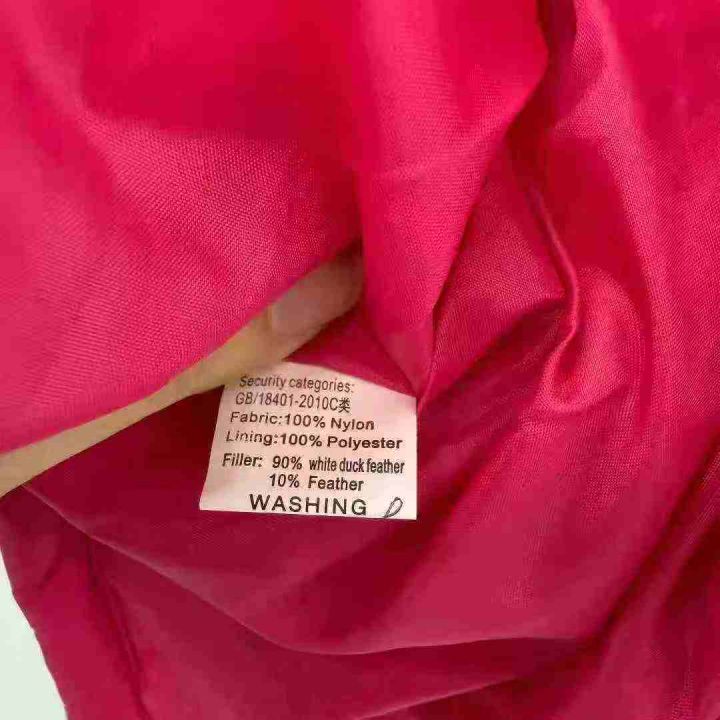 Security categories:
GB/18401-2010C类
Fabric:100% Nylon
Lining:100% Polyester
Filler: 90% white duck feather
10% Feather
WASHING